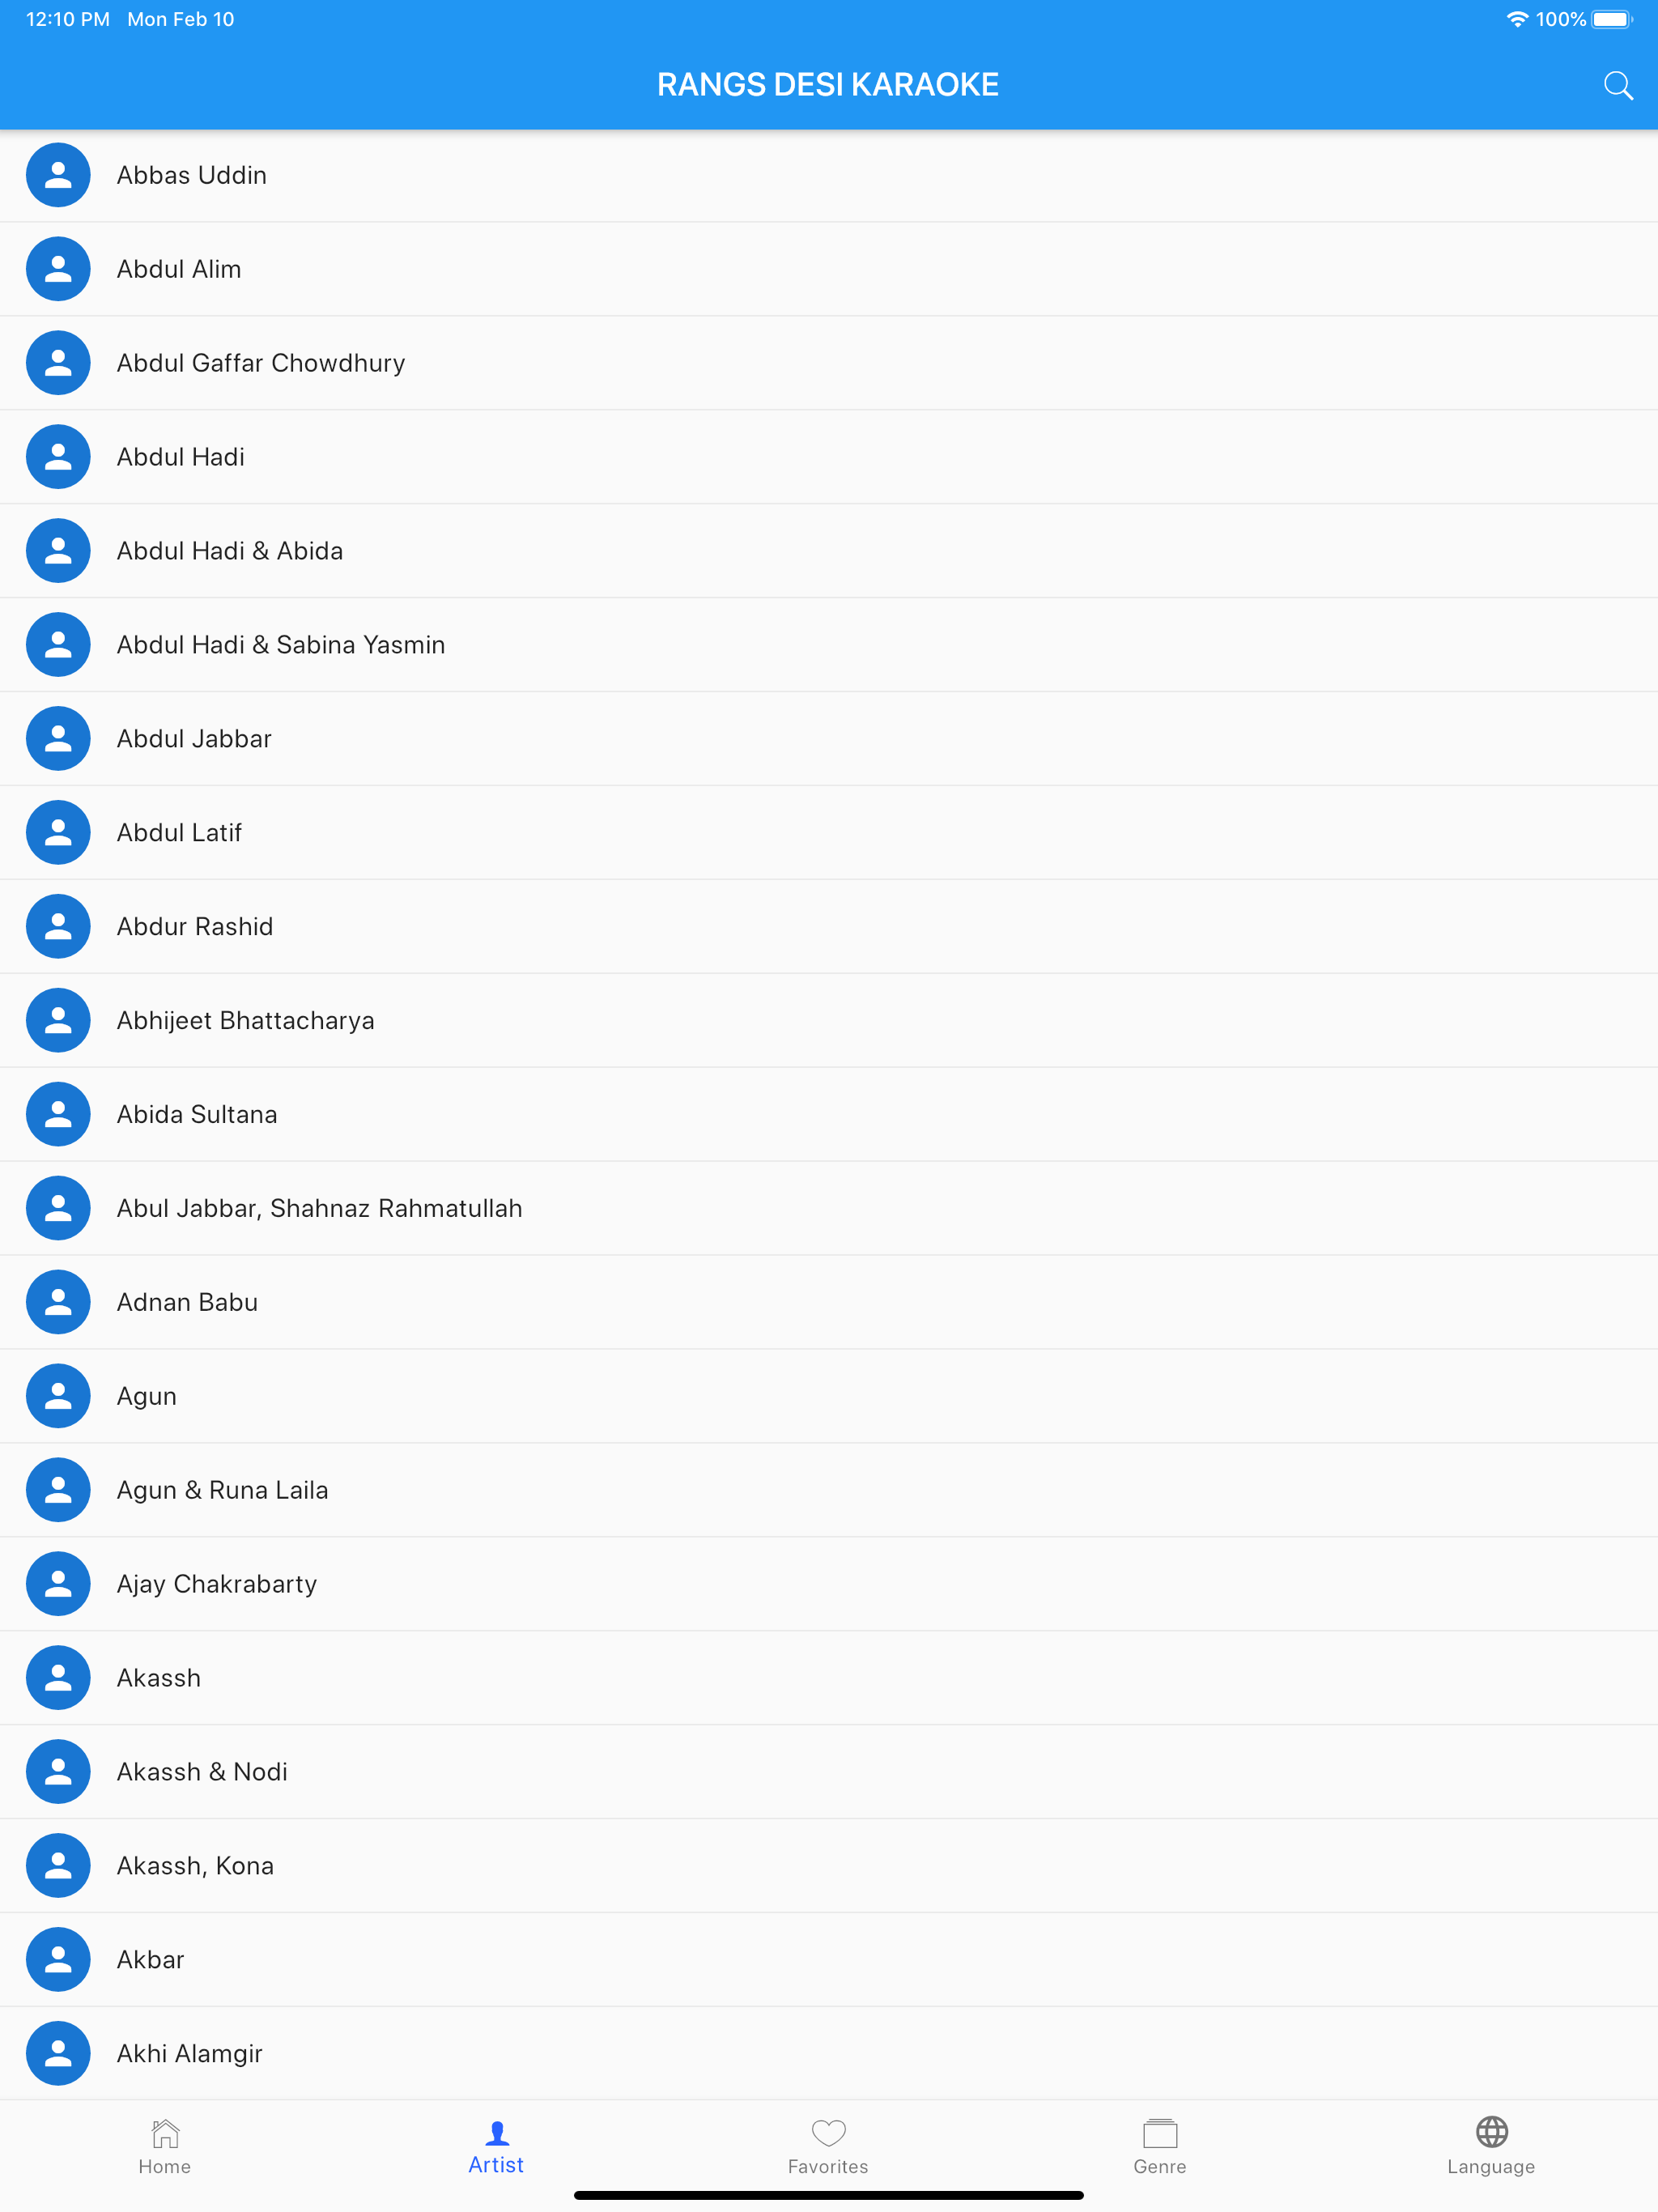 12:10 PM Mon Feb 10 100%
RANGS DESI KARAOKE
Abbas Uddin
Abdul Alim
Abdul Gaffar Chowdhury
Abdul Hadi
Abdul Hadi & Abida
Abdul Hadi & Sabina Yasmin
Abdul Jabbar
Abdul Latif
Abdur Rashid
Abhijeet Bhattacharya
Abida Sultana
Abul Jabbar, Shahnaz Rahmatullah
Adnan Babu
Agun
Agun & Runa Laila
Ajay Chakrabarty
Akassh
Akassh & Nodi
Akassh, Kona
Akbar
Akhi Alamgir
Home Artist Favorites Genre Language